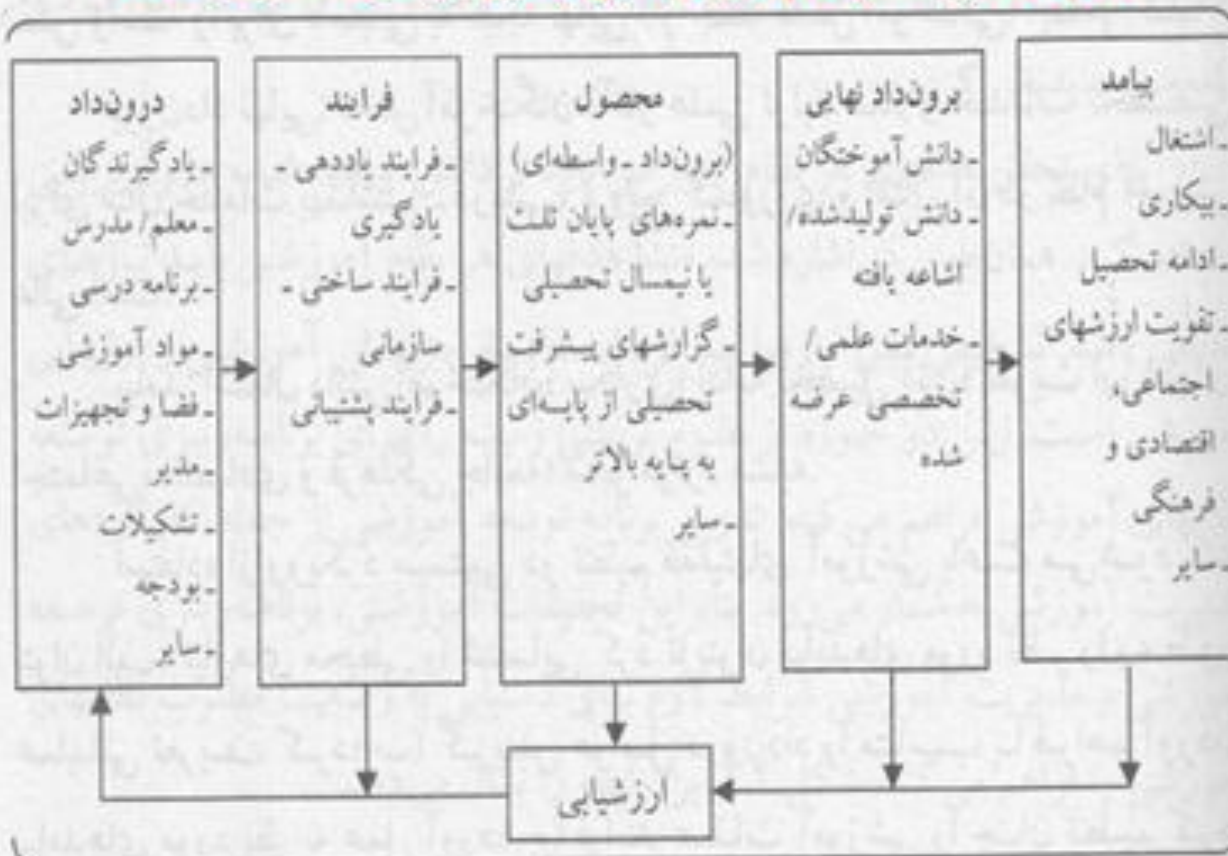 درون‌داد
ـ یادگیرندگان
ـ معلم/ مدرس
ـ برنامه درسی
ـ مواد آموزشی
ـ فضا و تجهیزات
ـ مدیر
ـ تشکیلات
ـ بودجه
ـ سایر
فرایند
ـ فرایند یاددهی ـ
یادگیری
ـ فرایند ساختی ـ
سازمانی
ـ فرایند پشتیبانی
محصول
(برون‌داد ـ واسطه‌ای)
ـ نمره‌های پایان ثلث
یا نیمسال تحصیلی
ـ گزارشهای پیشرفت
تحصیلی از پایه‌ای
به پایه بالاتر
ـ سایر
برون‌داد نهایی
ـ دانش‌آموختگان
ـ دانش تولیدشده/
اشاعه یافته
ـ خدمات علمی/
تخصصی عرضه
شده
پیامد
ـ اشتغال
ـ بیکاری
ـ ادامه تحصیل
ـ تقویت ارزشهای
اجتماعی،
اقتصادی و
فرهنگی
ـ سایر
ارزشیابی